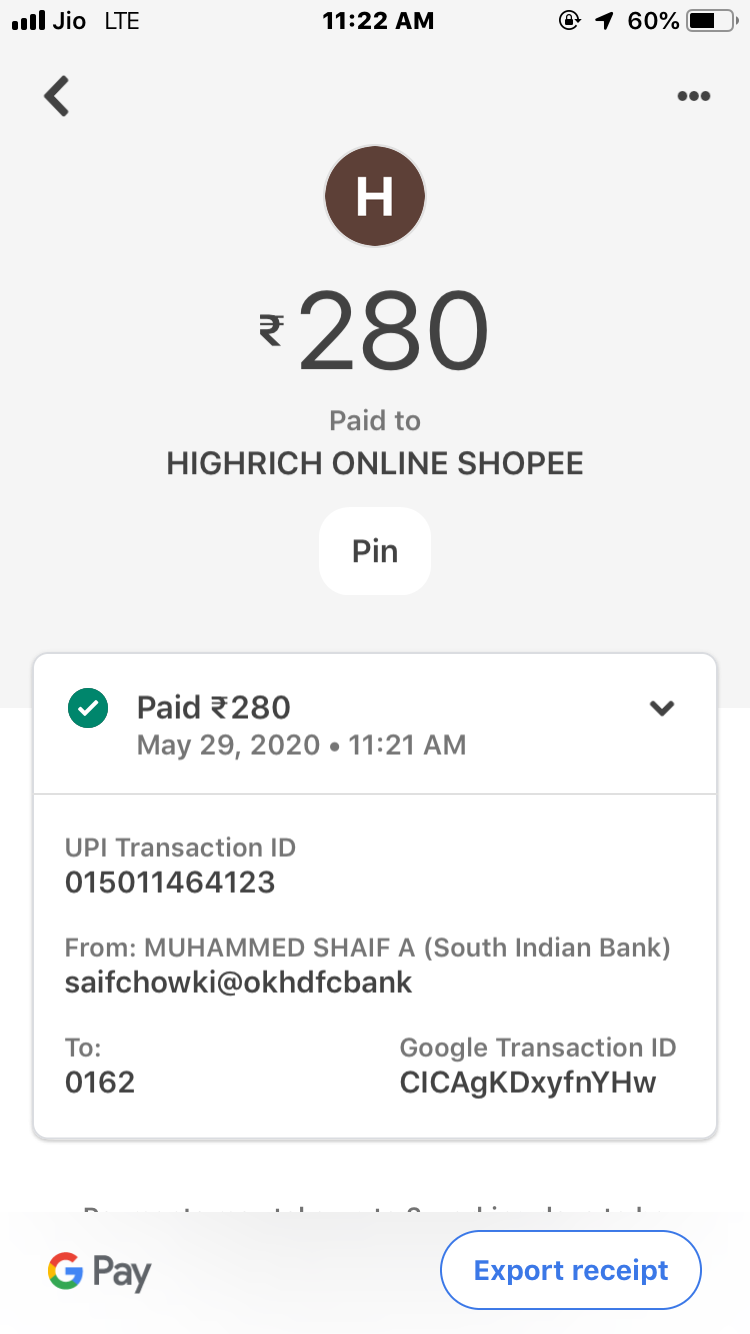 Jio LTE 11:22 AM 60%
H
₹280
Paid to
HIGHRICH ONLINE SHOPEE
Pin
Paid ₹280
May 29, 2020 • 11:21 AM
UPI Transaction ID
015011464123
From: MUHAMMED SHAIF A (South Indian Bank)
saifchowki@okhdfcbank
To:
0162
Google Transaction ID
CICAgKDxyfnYHw
G Pay
Export receipt